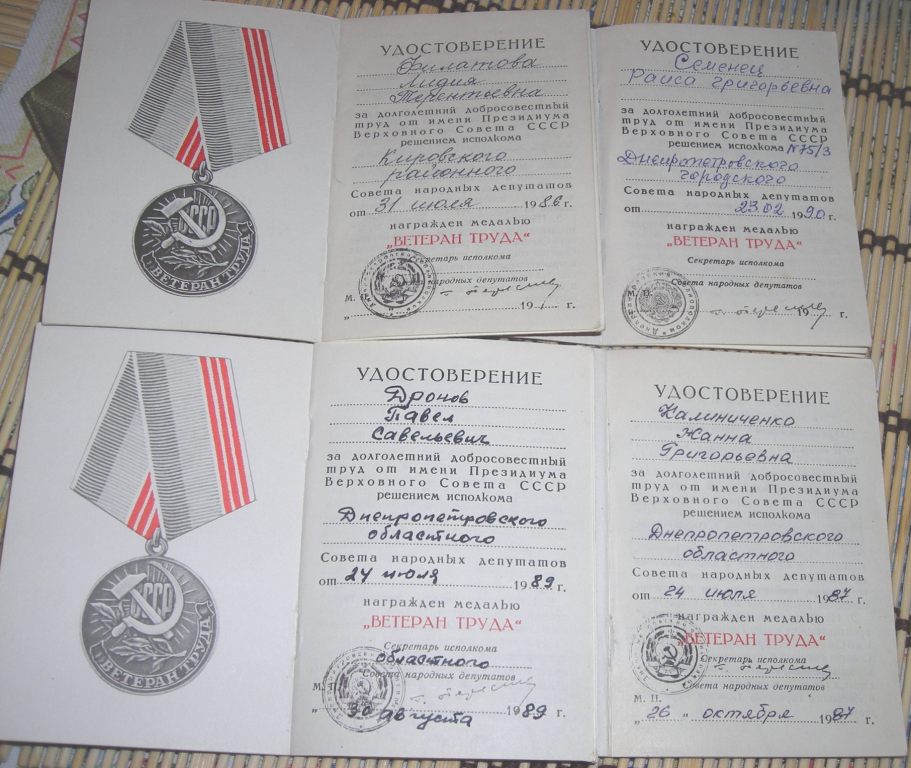 СССР
ВЕТЕРАН ТРУДА
УДОСТОВЕРЕНИЕ
Филатова
Лидия
Терентьевна
за долголетний добросовестный
труд от имени Президиума
Верховного Совета СССР
решением исполкома
Кировского
районного
Совета народных депутатов
от 31 июля 1986 г.
награжден медалью
„ВЕТЕРАН ТРУДА“
Секретарь исполкома
народных депутатов
М. П.
19 г.
УДОСТОВЕРЕНИЕ
Семенец
Раиса Григорьевна
за долголетний добросовестный
труд от имени Президиума
Верховного Совета СССР
решением исполкома N75/3
Днепропетровского
городского
Совета народных депутатов
от 23.02 1990 г.
награжден медалью
„ВЕТЕРАН ТРУДА“
Секретарь исполкома
Совета народных депутатов
М. П.
19 г.
СССР
ВЕТЕРАН ТРУДА
УДОСТОВЕРЕНИЕ
Дронов
Павел
Савельевич
за долголетний добросовестный
труд от имени Президиума
Верховного Совета СССР
решением исполкома
Днепропетровского
областного
Совета народных депутатов
от 24 июля 1989 г.
награжден медалью
„ВЕТЕРАН ТРУДА“
Секретарь исполкома
областного
Совета народных депутатов
М. П.
„30 августа 1989 г.
УДОСТОВЕРЕНИЕ
Калиниченко
Жанна
Григорьевна
за долголетний добросовестный
труд от имени Президиума
Верховного Совета СССР
решением исполкома
Днепропетровского
областного
Совета народных депутатов
от 24 июля 1987 г.
награжден медалью
„ВЕТЕРАН ТРУДА“
Секретарь исполкома
Совета народных депутатов
М. П.
„26“ октября 1987 г.